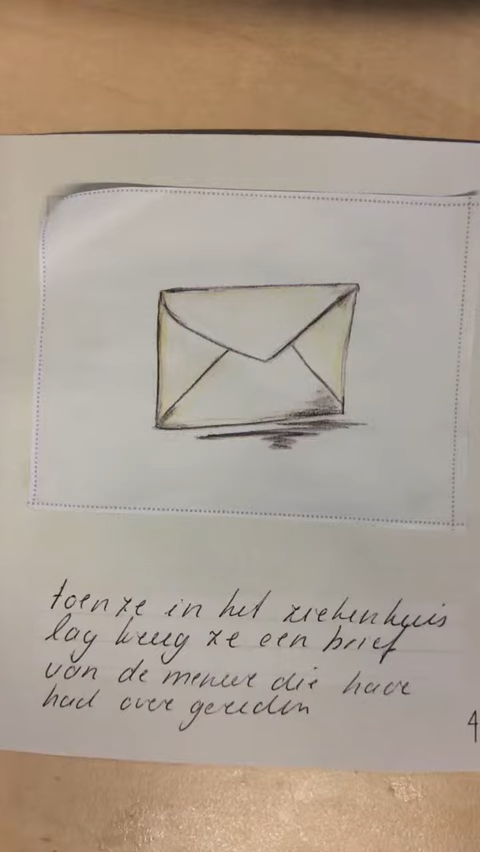 toen ze in het ziekenhuis
lag kreeg ze een brief
van de meneer die haar
had over gereden
4